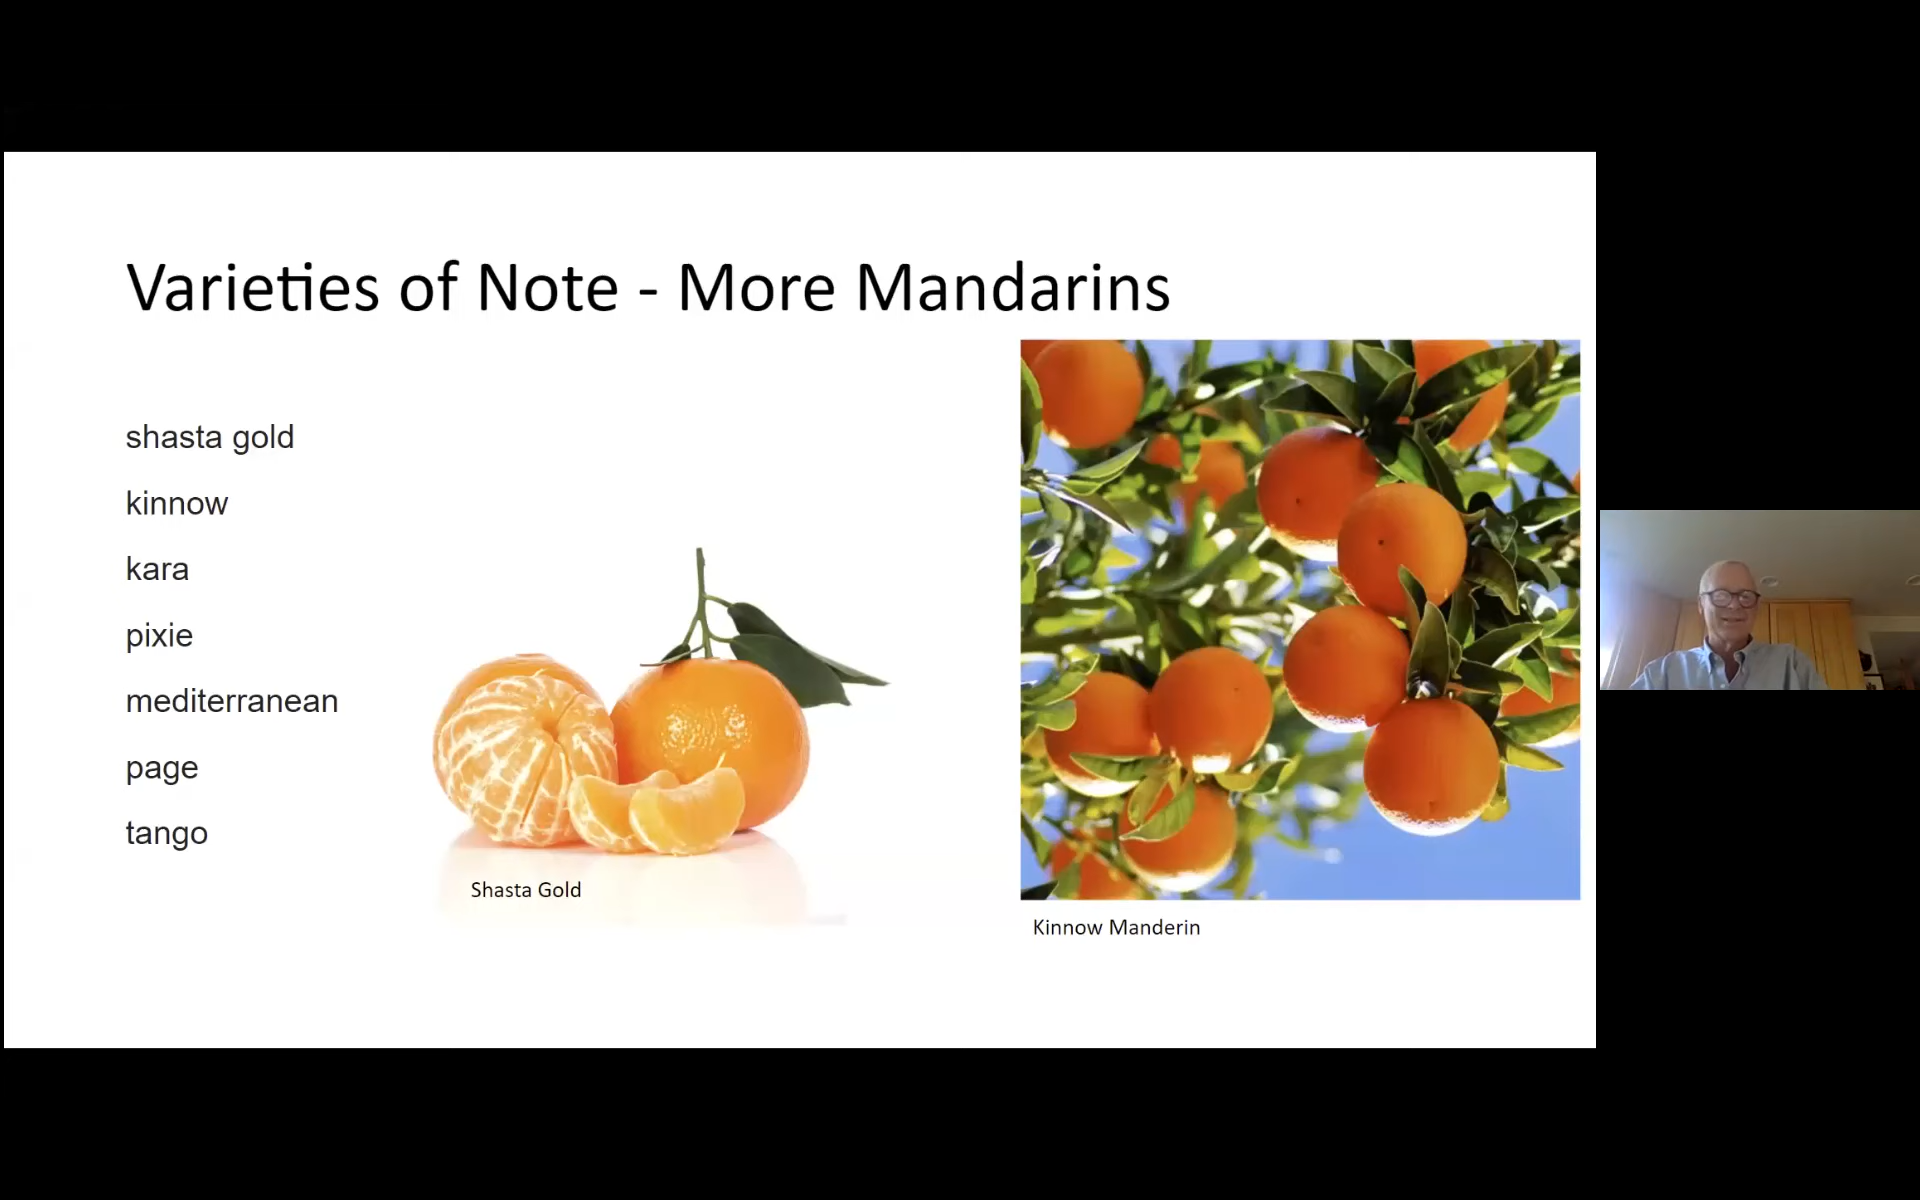 Varieties of Note - More Mandarins
shasta gold
kinnow
kara
pixie
mediterranean
page
tango
Shasta Gold
Kinnow Manderin